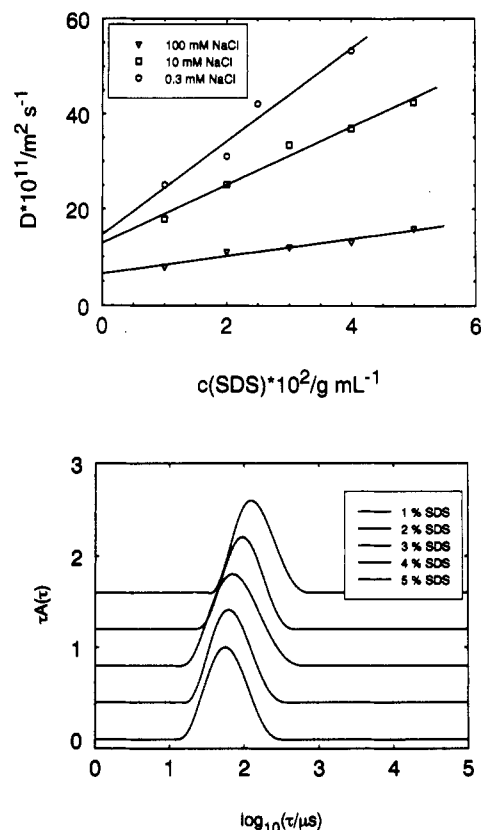 60
40
20
0
100 mM NaCl
10 mM NaCl
0.3 mM NaCl
D*10¹¹/m² s⁻¹
0 2 4 6
c(SDS)*10²/g mL⁻¹
3
2
1
0
1 % SDS
2 % SDS
3 % SDS
4 % SDS
5 % SDS
τA(τ)
0 1 2 3 4 5
log₁₀(τ/μs)